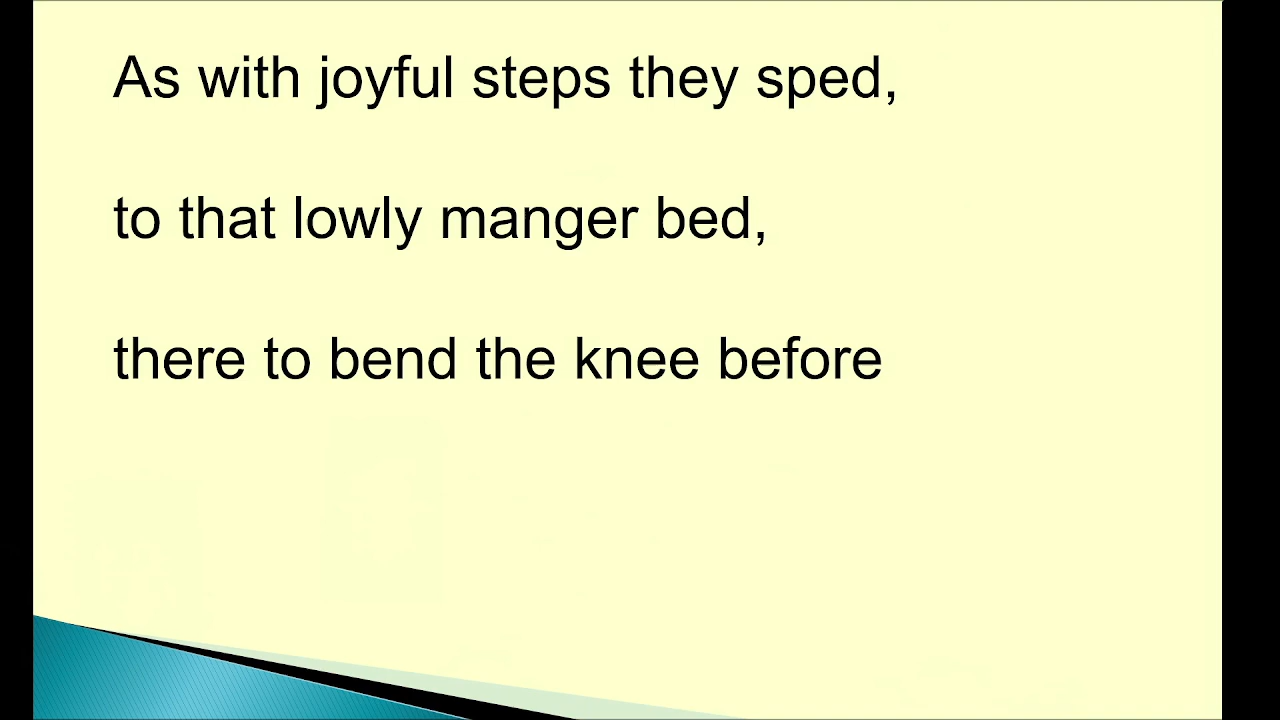 As with joyful steps they sped,
to that lowly manger bed,
there to bend the knee before